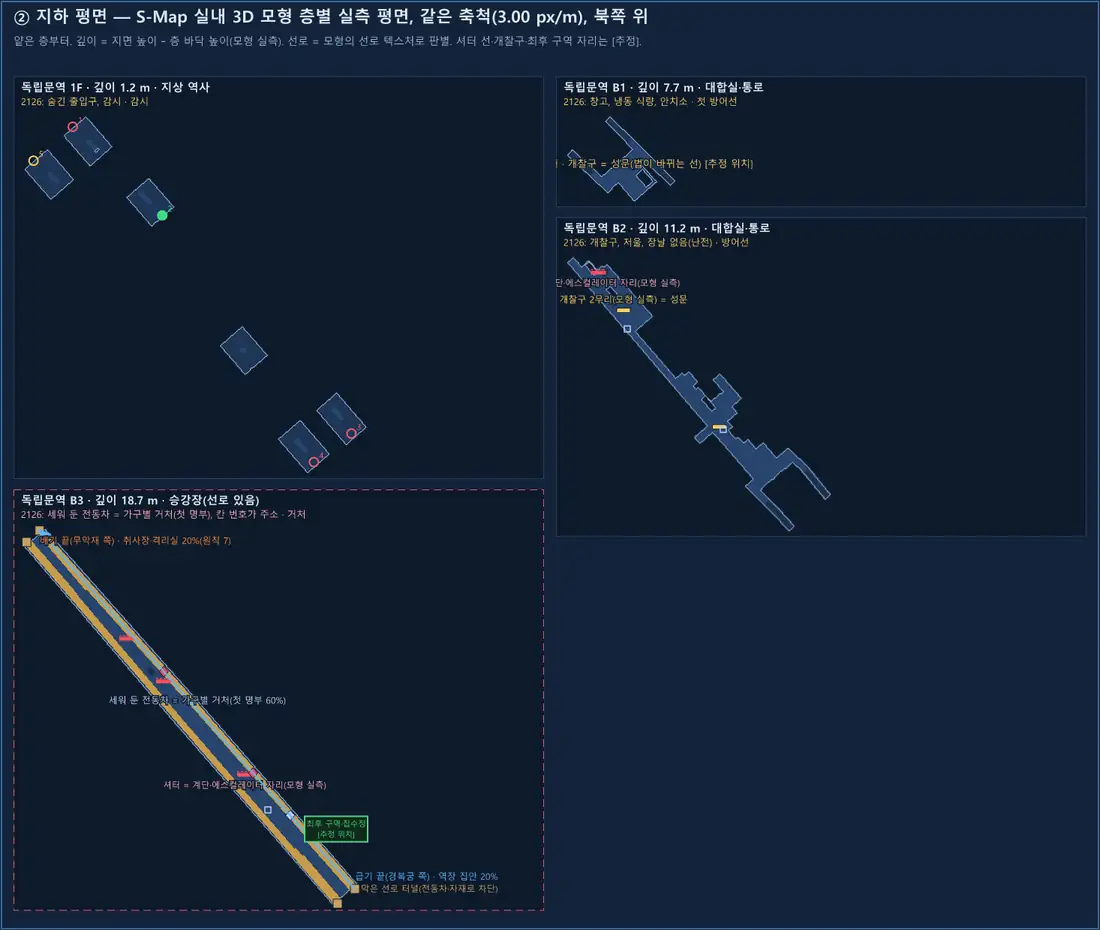 ② 지하 평면 — S-Map 실내 3D 모형 층별 실측 평면, 같은 축척(3.00 px/m), 북쪽 위
얕은 층부터. 깊이 = 지면 높이 − 층 바닥 높이(모형 실측). 선로 = 모형의 선로 텍스처로 판별. 셔터 선·개찰구·최후 구역 자리는 [추정].
독립문역 1F · 깊이 1.2 m · 지상 역사
2126: 숨긴 출입구, 감시 · 감시
3
4
독립문역 B1 · 깊이 7.7 m · 대합실·통로
2126: 창고, 냉동 식량, 안치소 · 첫 방어선
· 개찰구 = 성문(법이 바뀌는 선) [추정 위치]
독립문역 B2 · 깊이 11.2 m · 대합실·통로
2126: 개찰구, 저울, 장날 없음(난전) · 방어선
단·에스컬레이터 자리(모형 실측)
개찰구 2무리(모형 실측) = 성문
독립문역 B3 · 깊이 18.7 m · 승강장(선로 있음)
2126: 세워 둔 전동차 = 가구별 거처(첫 명부), 칸 번호가 주소 · 거처
배기 끝(무악재 쪽) · 취사장·격리실 20%(원칙 7)
세워 둔 전동차 = 가구별 거처(첫 명부 60%)
셔터 = 계단·에스컬레이터 자리(모형 실측)
최후 구역·집수정
[추정 위치]
급기 끝(경복궁 쪽) · 역장 집안 20%
막은 선로 터널(전동차·자재로 차단)